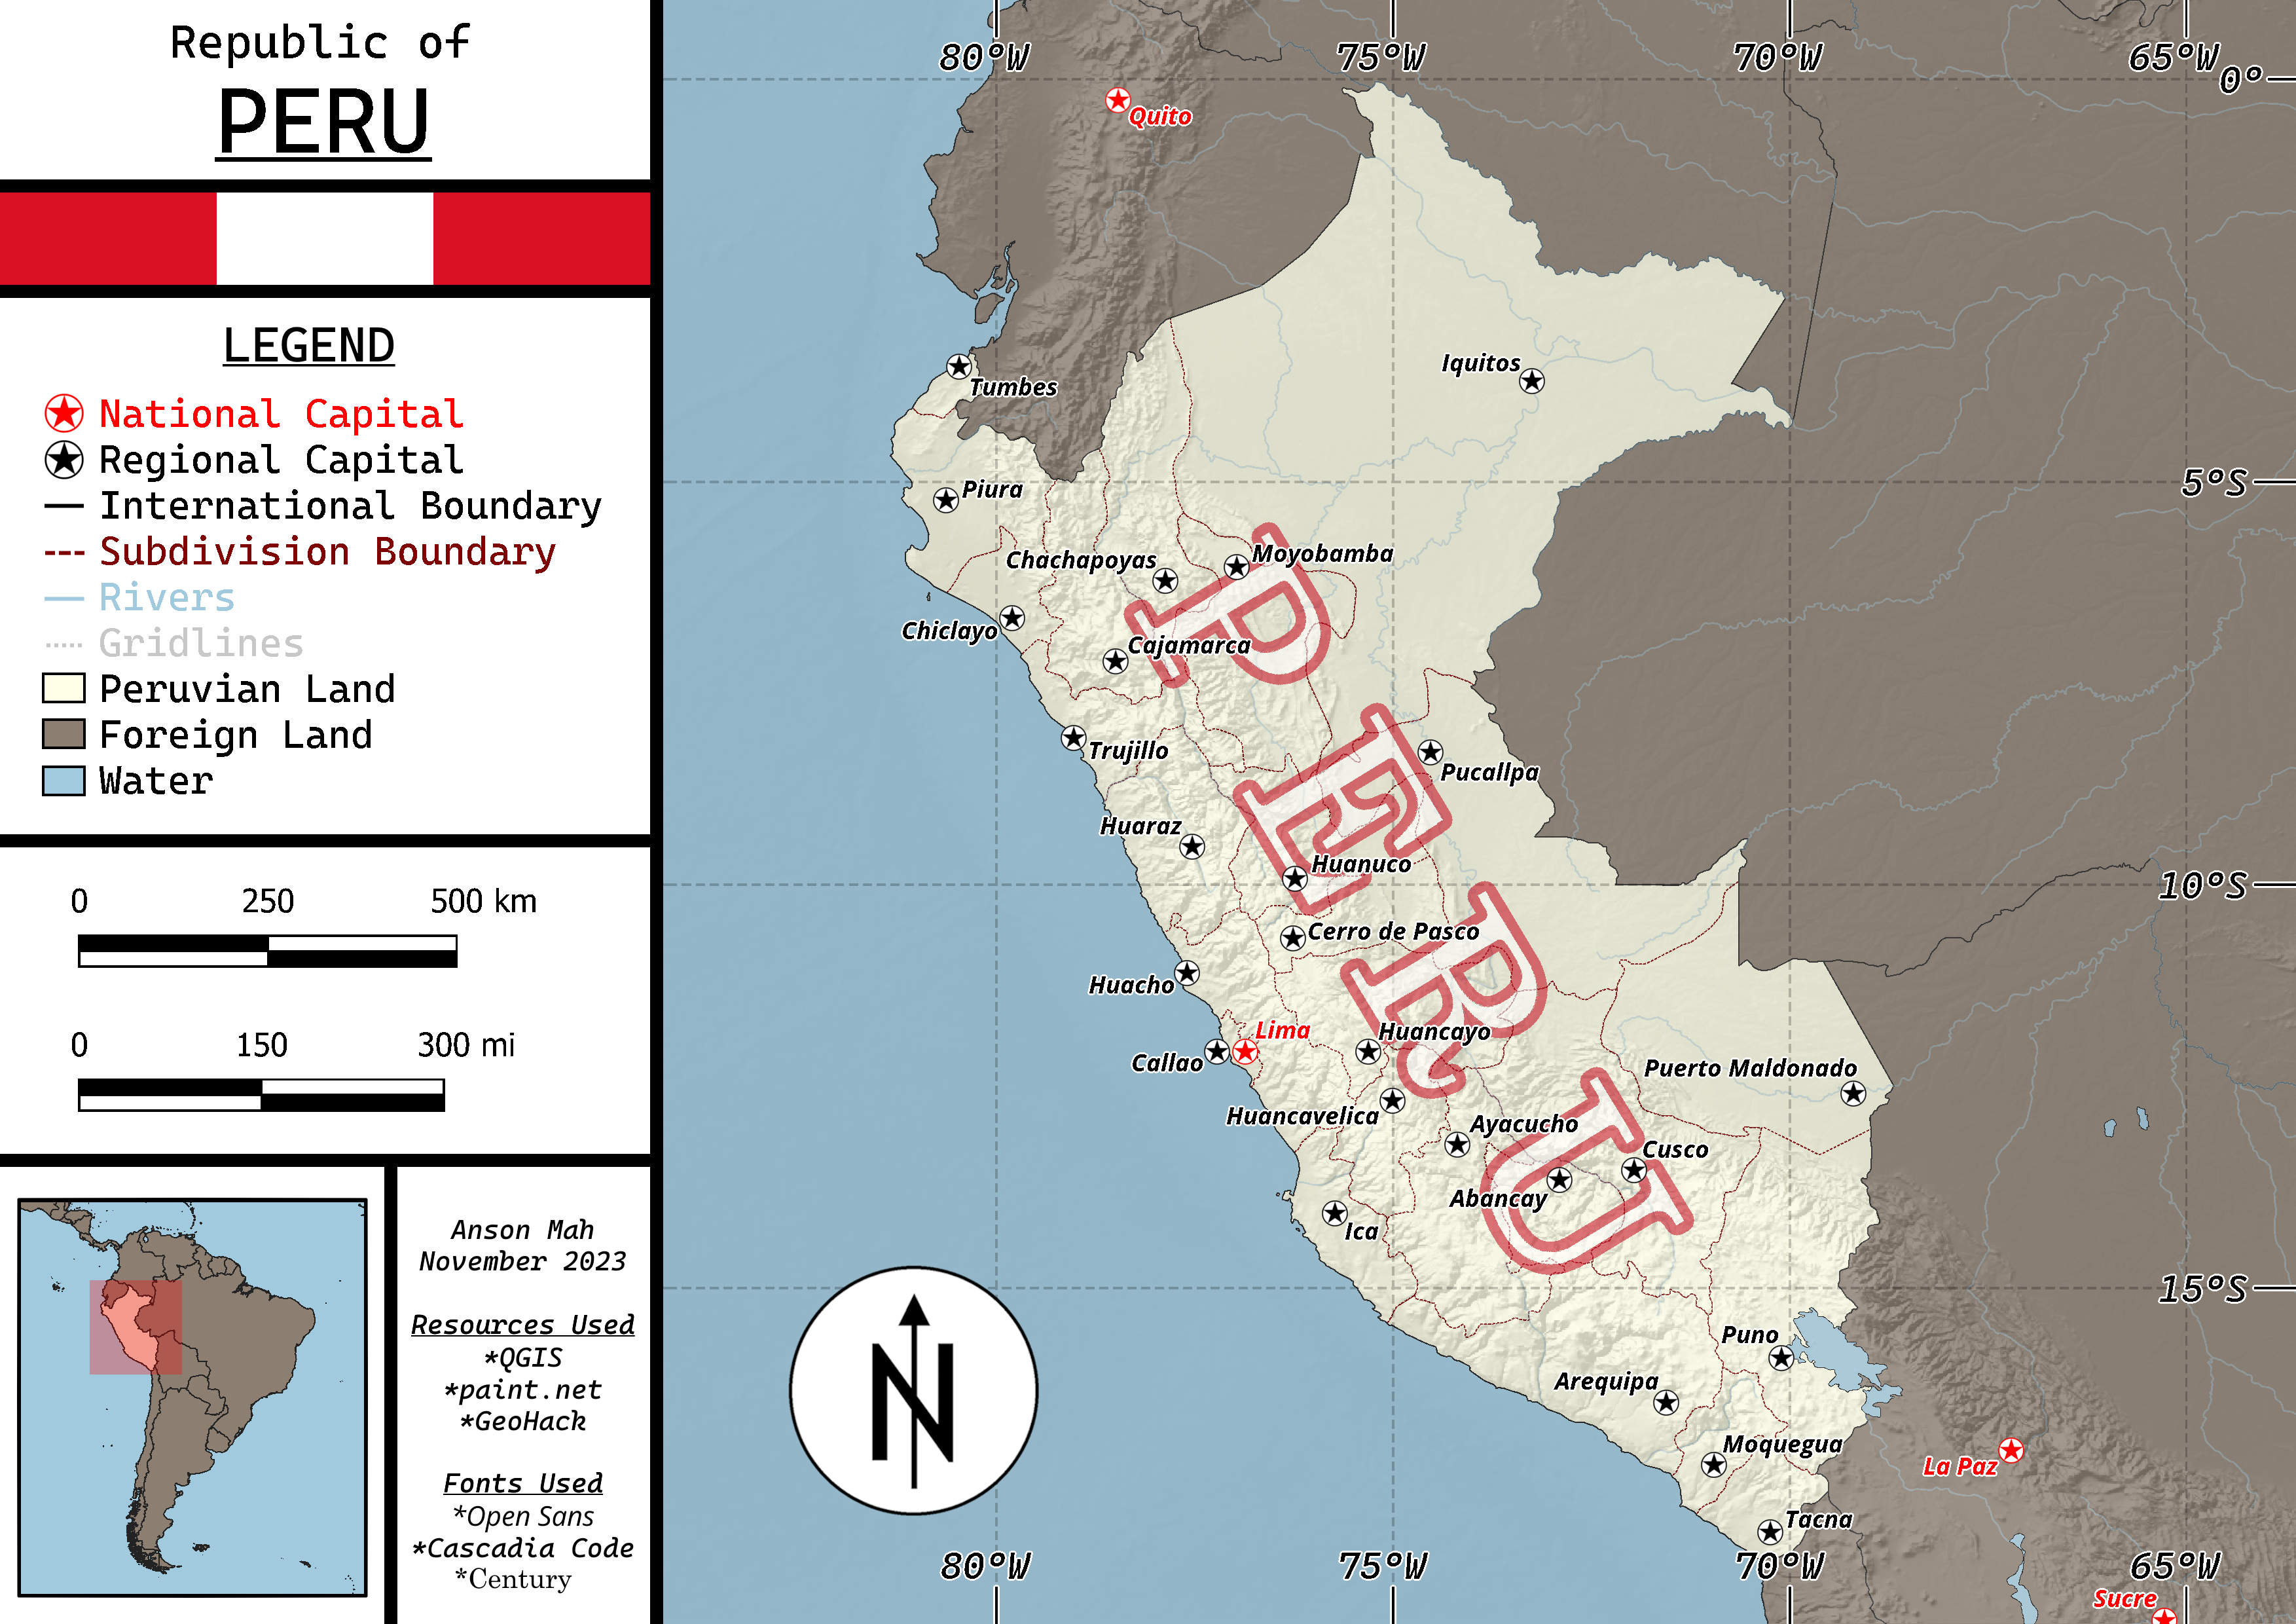 Republic of
PERU
LEGEND
National Capital
Regional Capital
International Boundary
Subdivision Boundary
Rivers
Gridlines
Peruvian Land
Foreign Land
Water
0 250 500 km
0 150 300 mi
Anson Mah
November 2023
Resources Used
*QGIS
*paint.net
*GeoHack
Fonts Used
*Open Sans
*Cascadia Code
*Century
80°W 75°W 70°W 65°W
0°
Quito
Iquitos
Tumbes
5°S
Piura
Moyobamba
Chachapoyas
Chiclayo
Cajamarca
Trujillo
Pucallpa
Huaraz
Huanuco
10°S
Cerro de Pasco
Huacho
Lima
Huancayo
Callao
Puerto Maldonado
Huancavelica
Ayacucho
Cusco
Abancay
Ica
PERU
15°S
N
Puno
Arequipa
Moquegua
La Paz
Tacna
80°W 75°W 70°W 65°W
Sucre